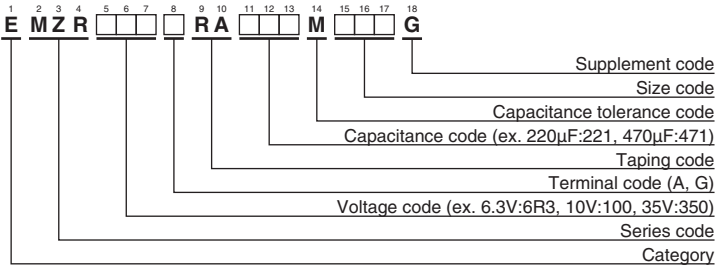 1 2 3 4 5 6 7 8 9 10 11 12 13 14 15 16 17 18
E M Z R R A M G
Supplement code
Size code
Capacitance tolerance code
Capacitance code (ex. 220μF:221, 470μF:471)
Taping code
Terminal code (A, G)
Voltage code (ex. 6.3V:6R3, 10V:100, 35V:350)
Series code
Category